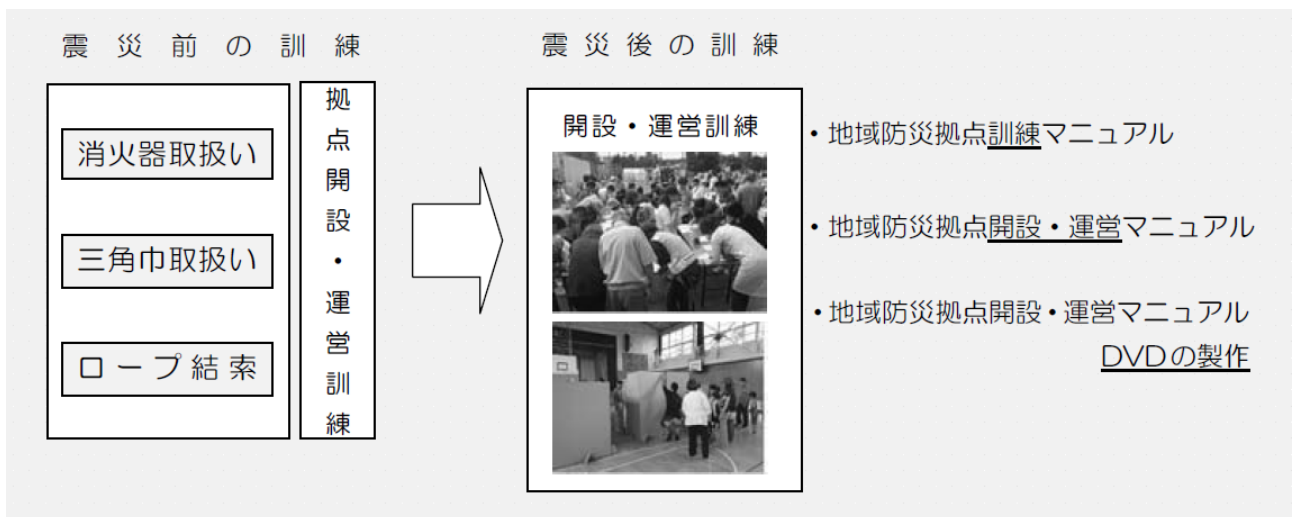 震災前の訓練
消火器取扱い
三角巾取扱い
ロープ結索
拠点開設・運営訓練
震災後の訓練
開設・運営訓練
・地域防災拠点訓練マニュアル
・地域防災拠点開設・運営マニュアル
・地域防災拠点開設・運営マニュアル
DVDの製作